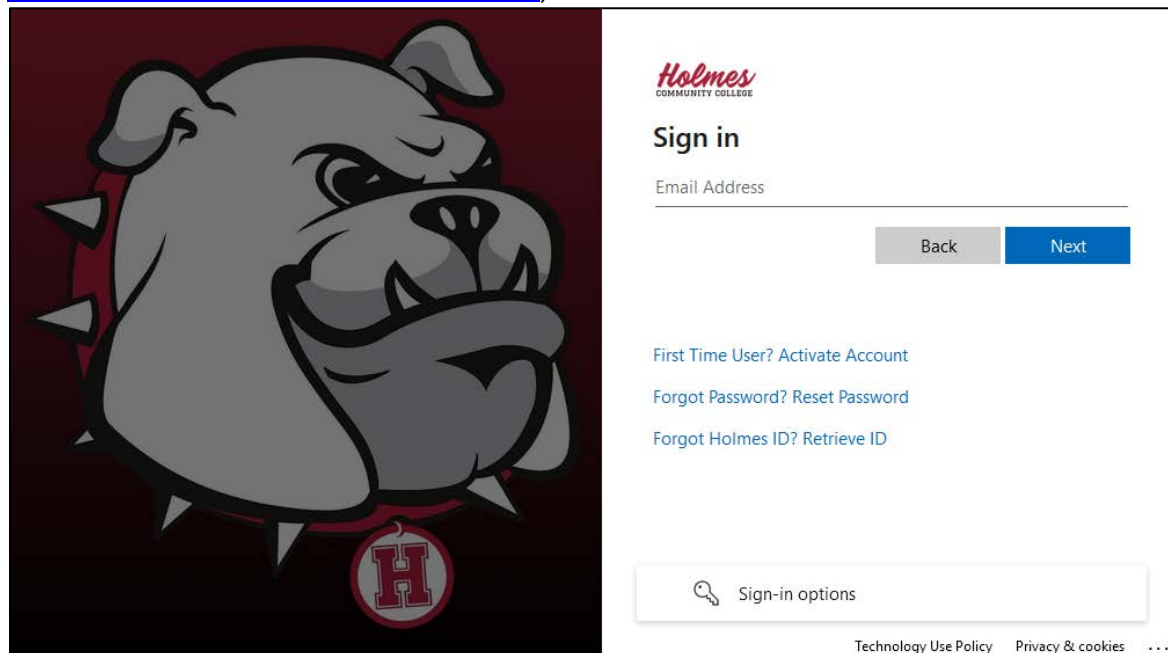 Holmes
COMMUNITY COLLEGE
Sign in
Email Address
Back Next
First Time User? Activate Account
Forgot Password? Reset Password
Forgot Holmes ID? Retrieve ID
H
Sign-in options
Technology Use Policy Privacy & cookies ...